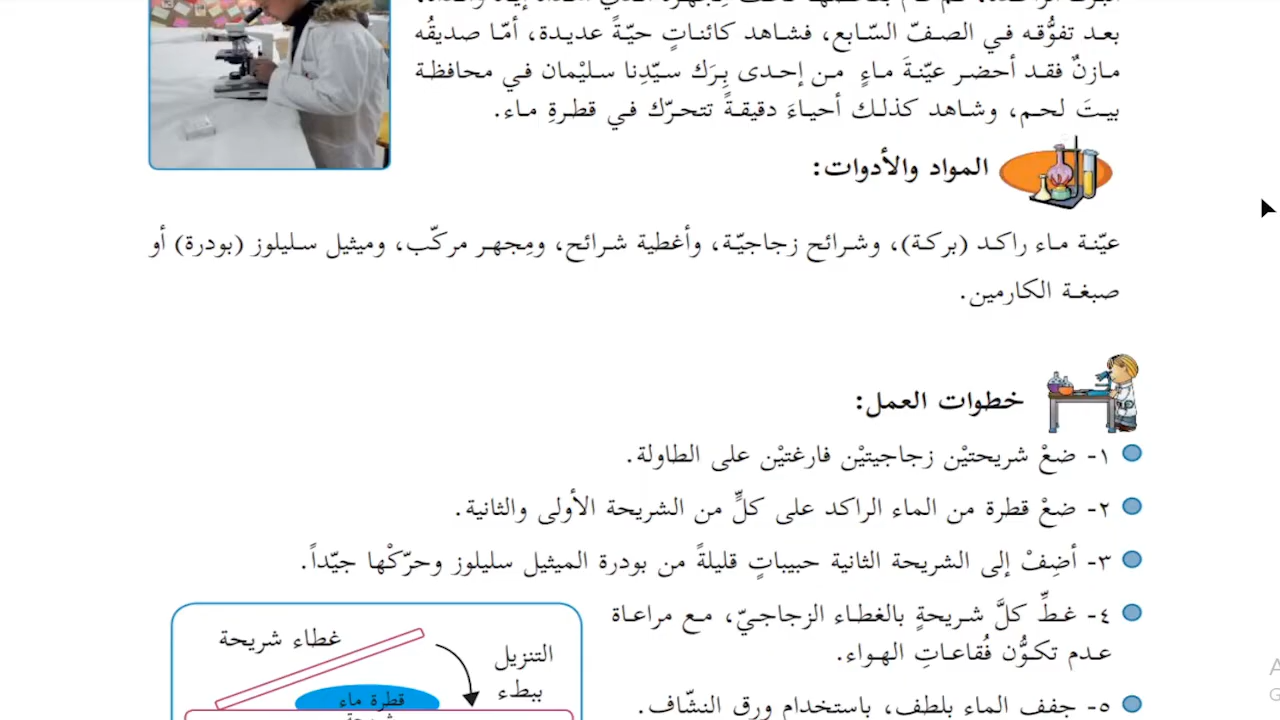 بعد تفوُّقه في الصفّ السّابع، فشاهد كائناتٍ حيّةً عديدة، أمّا صديقُه
مازنٌ فقد أحضر عيّنةَ ماءٍ من إحدى بِرَك سيّدِنا سليْمان في محافظة
بيتَ لحم، وشاهد كذلك أحياءَ دقيقةً تتحرّك في قطرةِ ماء.
المواد والأدوات:
عيّنة ماء راكد (بركة)، وشرائح زجاجيّة، وأغطية شرائح، ومِجهر مركّب، وميثيل سليلوز (بودرة) أو
صبغة الكارمين.
خطوات العمل:
١- ضعْ شريحتيْن زجاجيتيْن فارغتيْن على الطاولة.
٢- ضعْ قطرة من الماء الراكد على كلٍّ من الشريحة الأولى والثانية.
٣- أضِفْ إلى الشريحة الثانية حبيباتٍ قليلةً من بودرة الميثيل سليلوز وحرّكْها جيّداً.
٤- غطِّ كلَّ شريحةٍ بالغطاء الزجاجيّ، مع مراعاة
عدم تكوُّن فُقاعاتِ الهواء.
٥- جفف الماء بلطف، باستخدام ورق النشّاف.
غطاء شريحة
التنزيل
ببطء
قطرة ماء